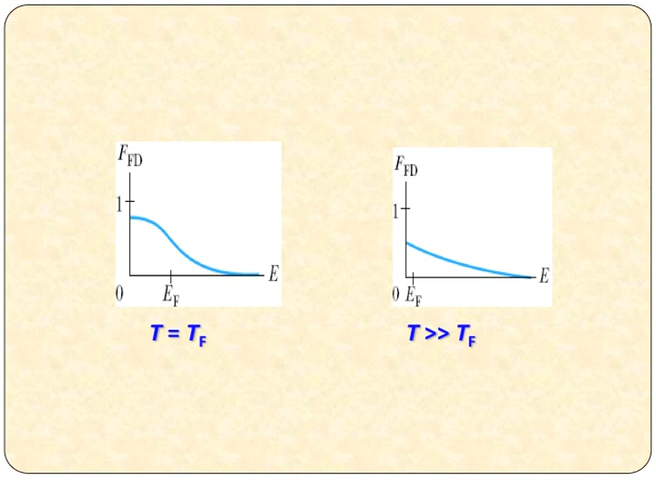 F_FD
1
E
0 E_F
T = T_F
F_FD
1
E
0 E_F
T >> T_F